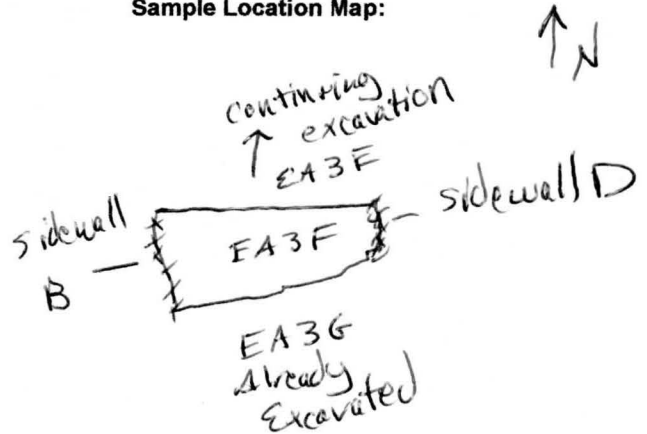 Sample Location Map:
N
continuing
excavation
EA3F
sidewall
B
EA3F
sidewall D
EA3G
Already
Excavated